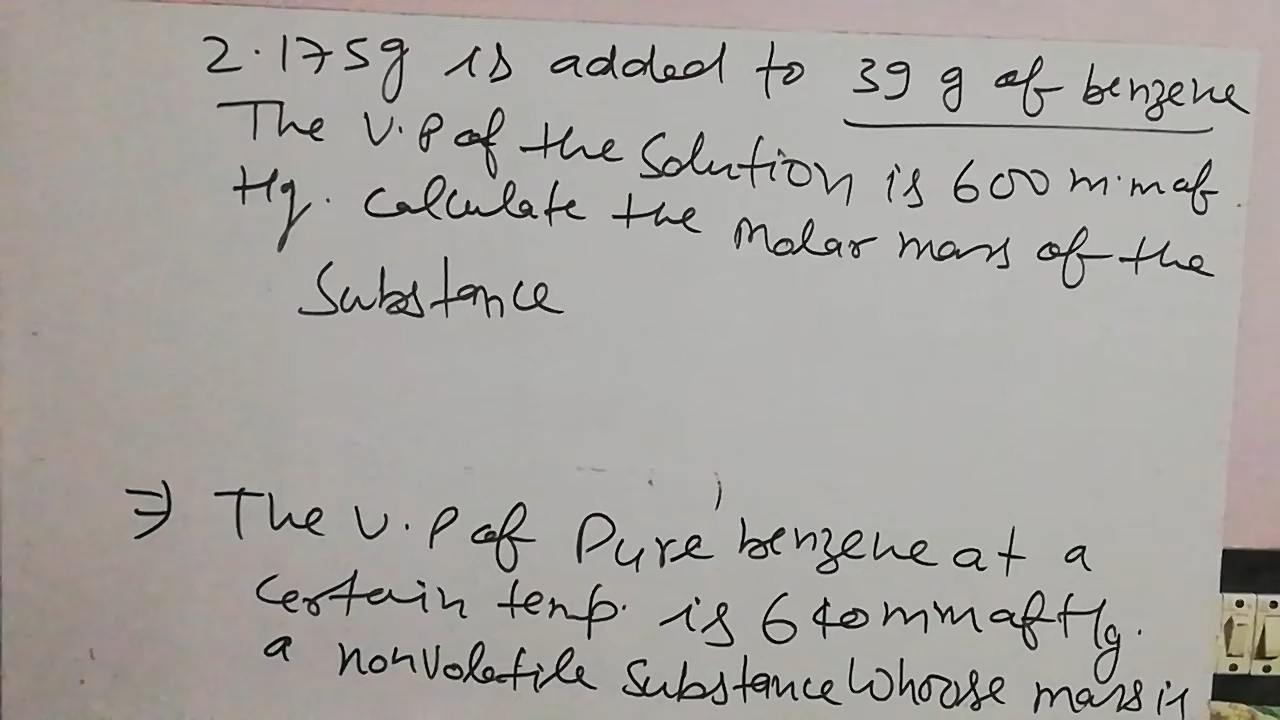 2.175g is added to 39 g of benzene
The V.P of the Solution is 600 m.m of
Hg. Calculate the Molar mass of the
Substance
⇒ The V.P of Pure benzene at a
Certain temp. is 640 mm of Hg.
a nonVolatile Substance Whoose mass is